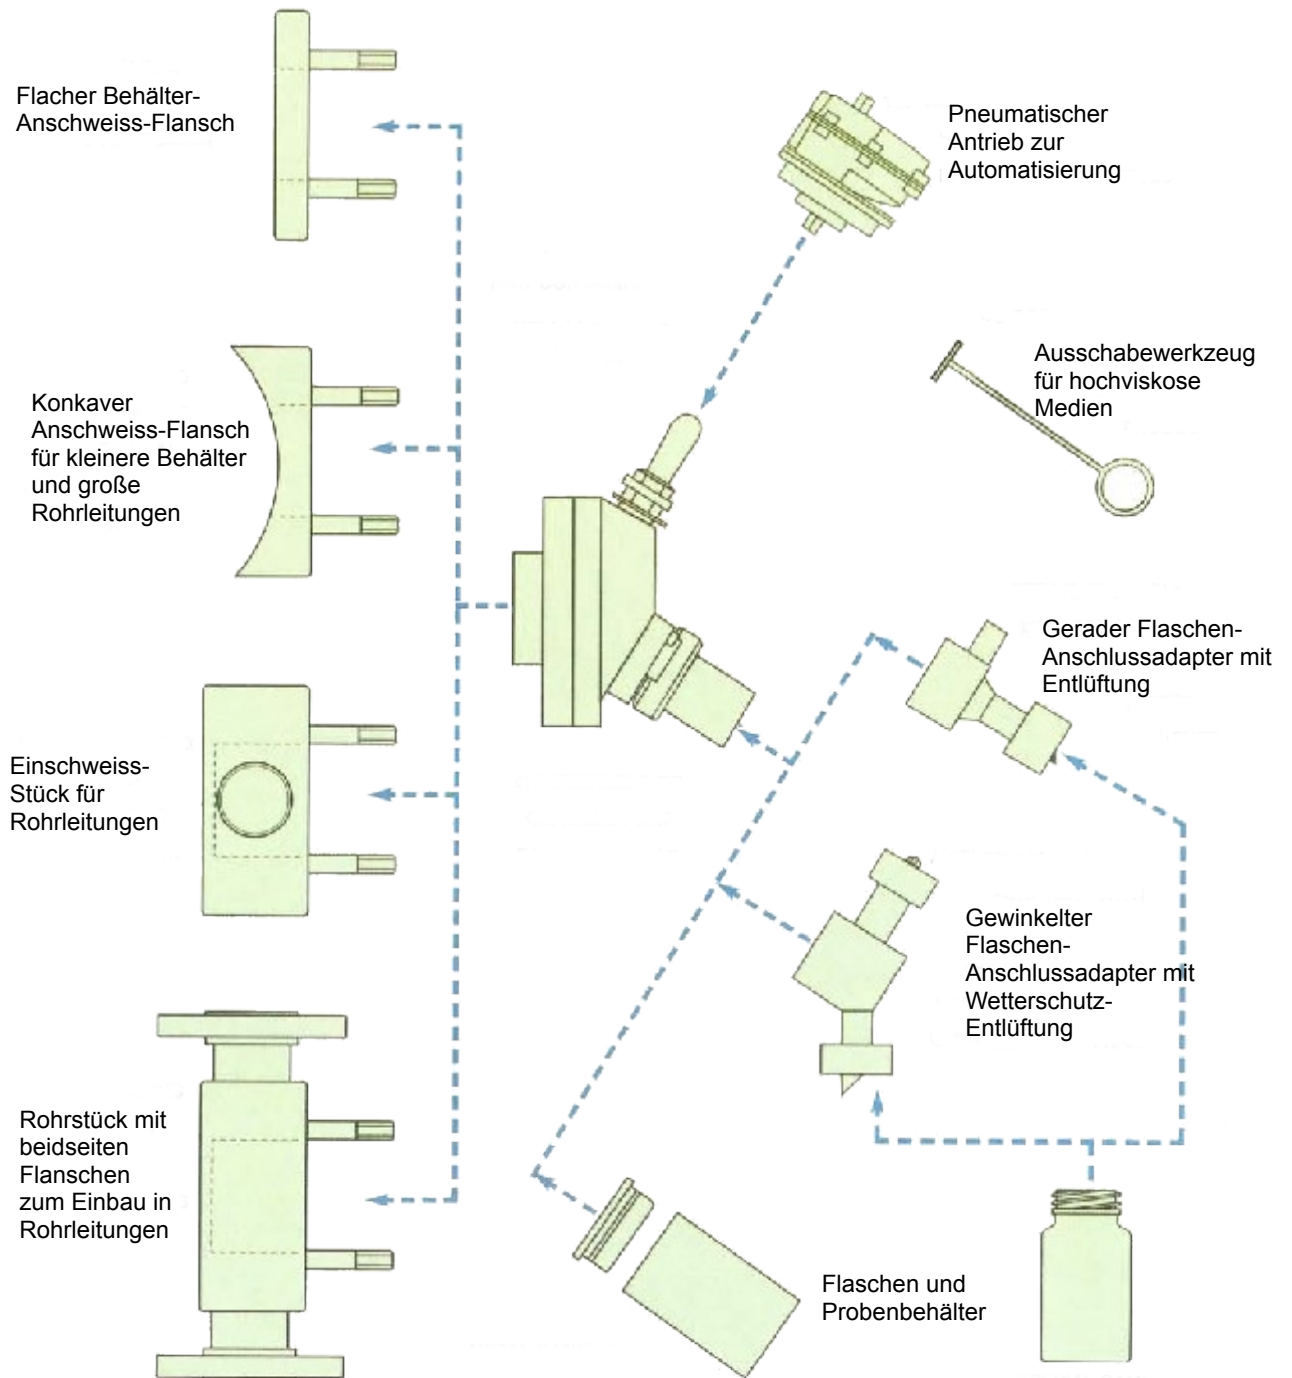 Flacher Behälter-
Anschweiss-Flansch
Pneumatischer
Antrieb zur
Automatisierung
Ausschabewerkzeug
für hochviskose
Medien
Konkaver
Anschweiss-Flansch
für kleinere Behälter
und große
Rohrleitungen
Gerader Flaschen-
Anschlussadapter mit
Entlüftung
Einschweiss-
Stück für
Rohrleitungen
Gewinkelter
Flaschen-
Anschlussadapter mit
Wetterschutz-
Entlüftung
Rohrstück mit
beidseiten
Flanschen
zum Einbau in
Rohrleitungen
Flaschen und
Probenbehälter